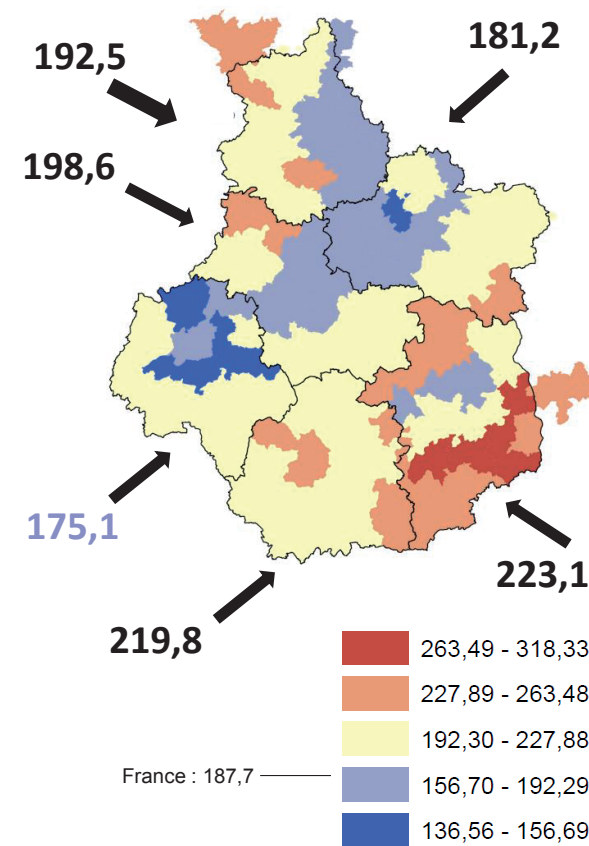 181,2
192,5
198,6
175,1
223,1
219,8
263,49 - 318,33
227,89 - 263,48
192,30 - 227,88
France : 187,7
156,70 - 192,29
136,56 - 156,69